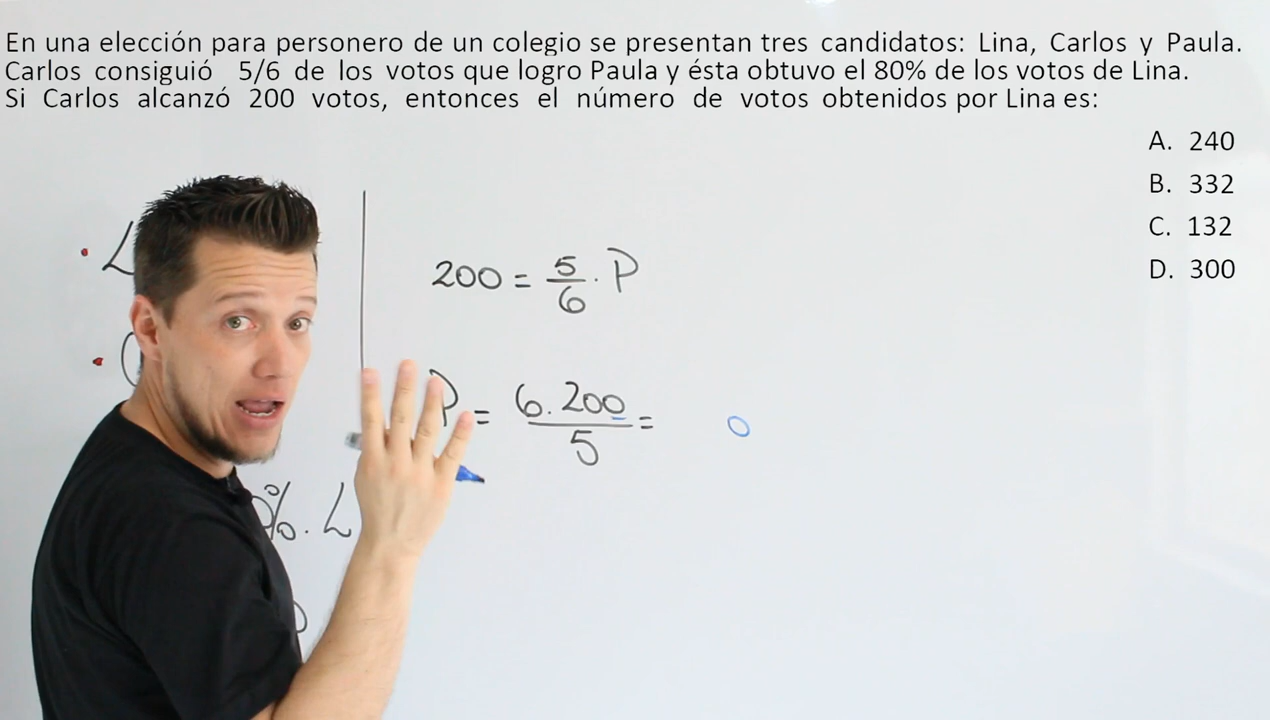 En una elección para personero de un colegio se presentan tres candidatos: Lina, Carlos y Paula.
Carlos consiguió 5/6 de los votos que logro Paula y ésta obtuvo el 80% de los votos de Lina.
Si Carlos alcanzó 200 votos, entonces el número de votos obtenidos por Lina es:
A. 240
B. 332
C. 132
D. 300
L
200 = 5/6 . P
P = 6.200/5 = 0
%. L